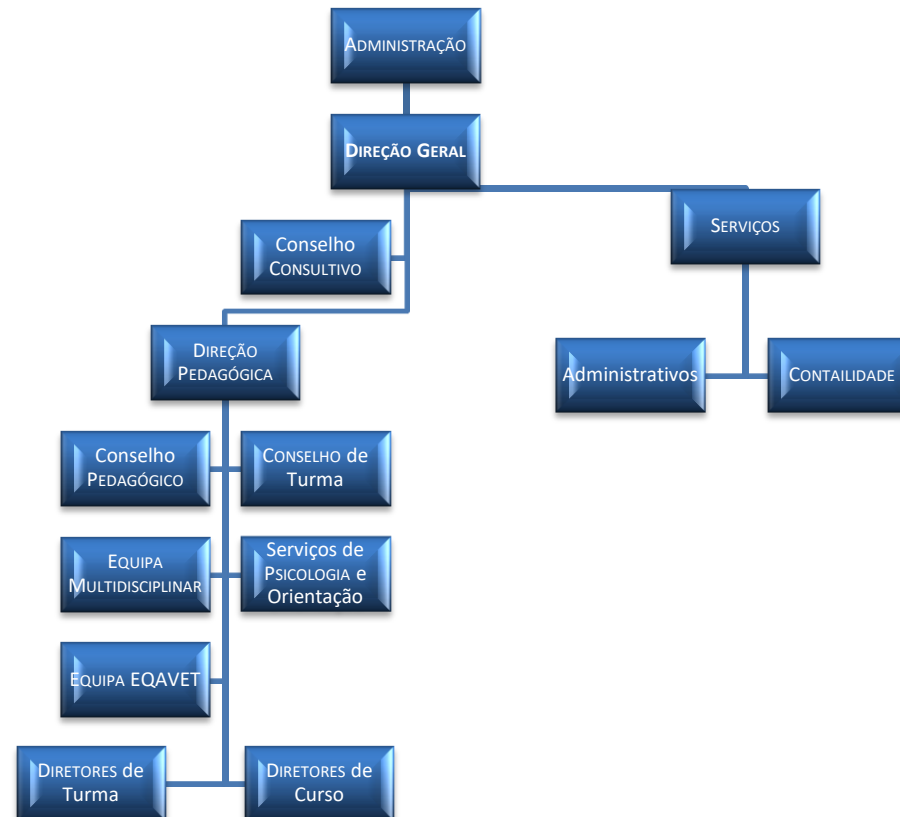 ADMINISTRAÇÃO
DIREÇÃO GERAL
SERVIÇOS
Conselho
CONSULTIVO
DIREÇÃO
PEDAGÓGICA
Administrativos
CONTAILIDADE
Conselho
PEDAGÓGICO
CONSELHO de
Turma
EQUIPA
MULTIDISCIPLINAR
Serviços de
PSICOLOGIA e
Orientação
EQUIPA EQAVET
DIRETORES de
Turma
DIRETORES de
Curso